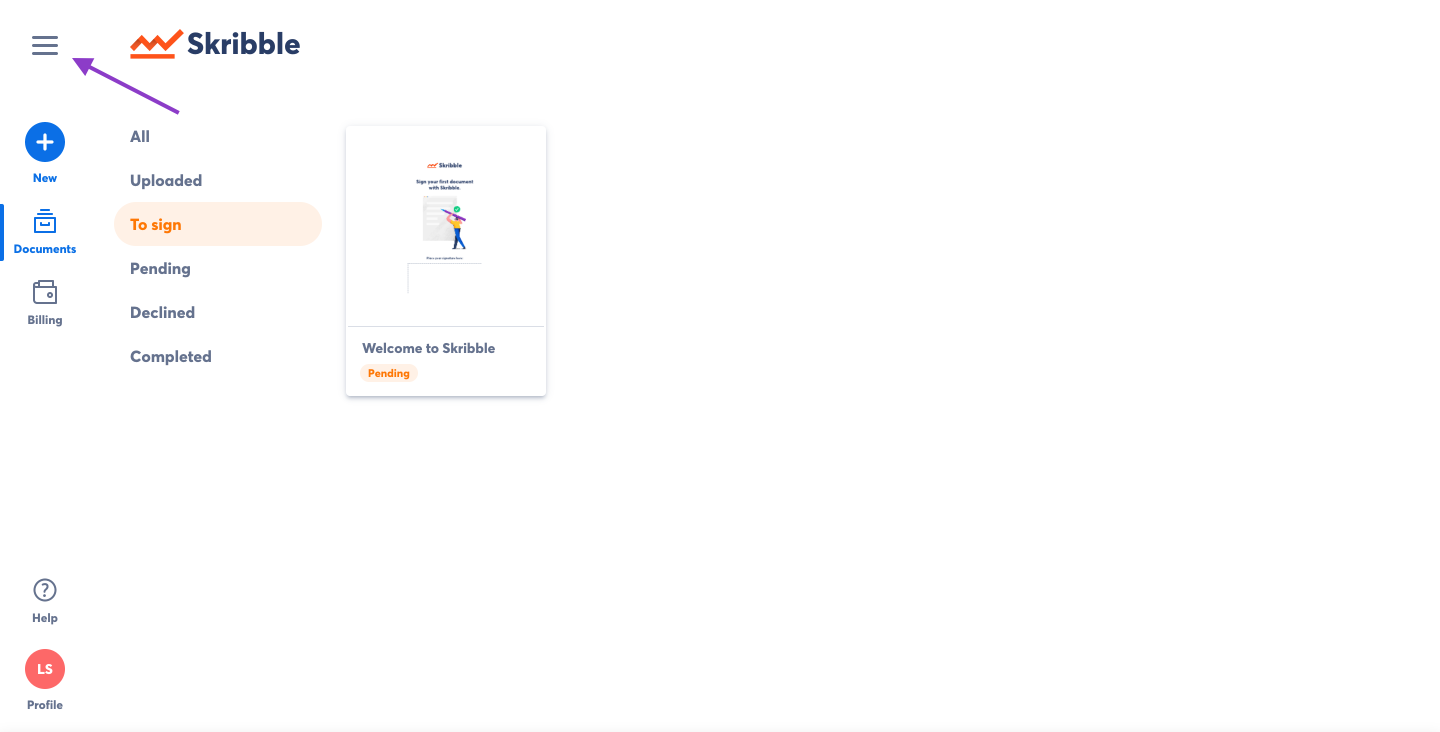 Skribble
New
Documents
Billing
Help
LS
Profile
All
Uploaded
To sign
Pending
Declined
Completed
Skribble
Sign your first document
with Skribble.
Welcome to Skribble
Pending